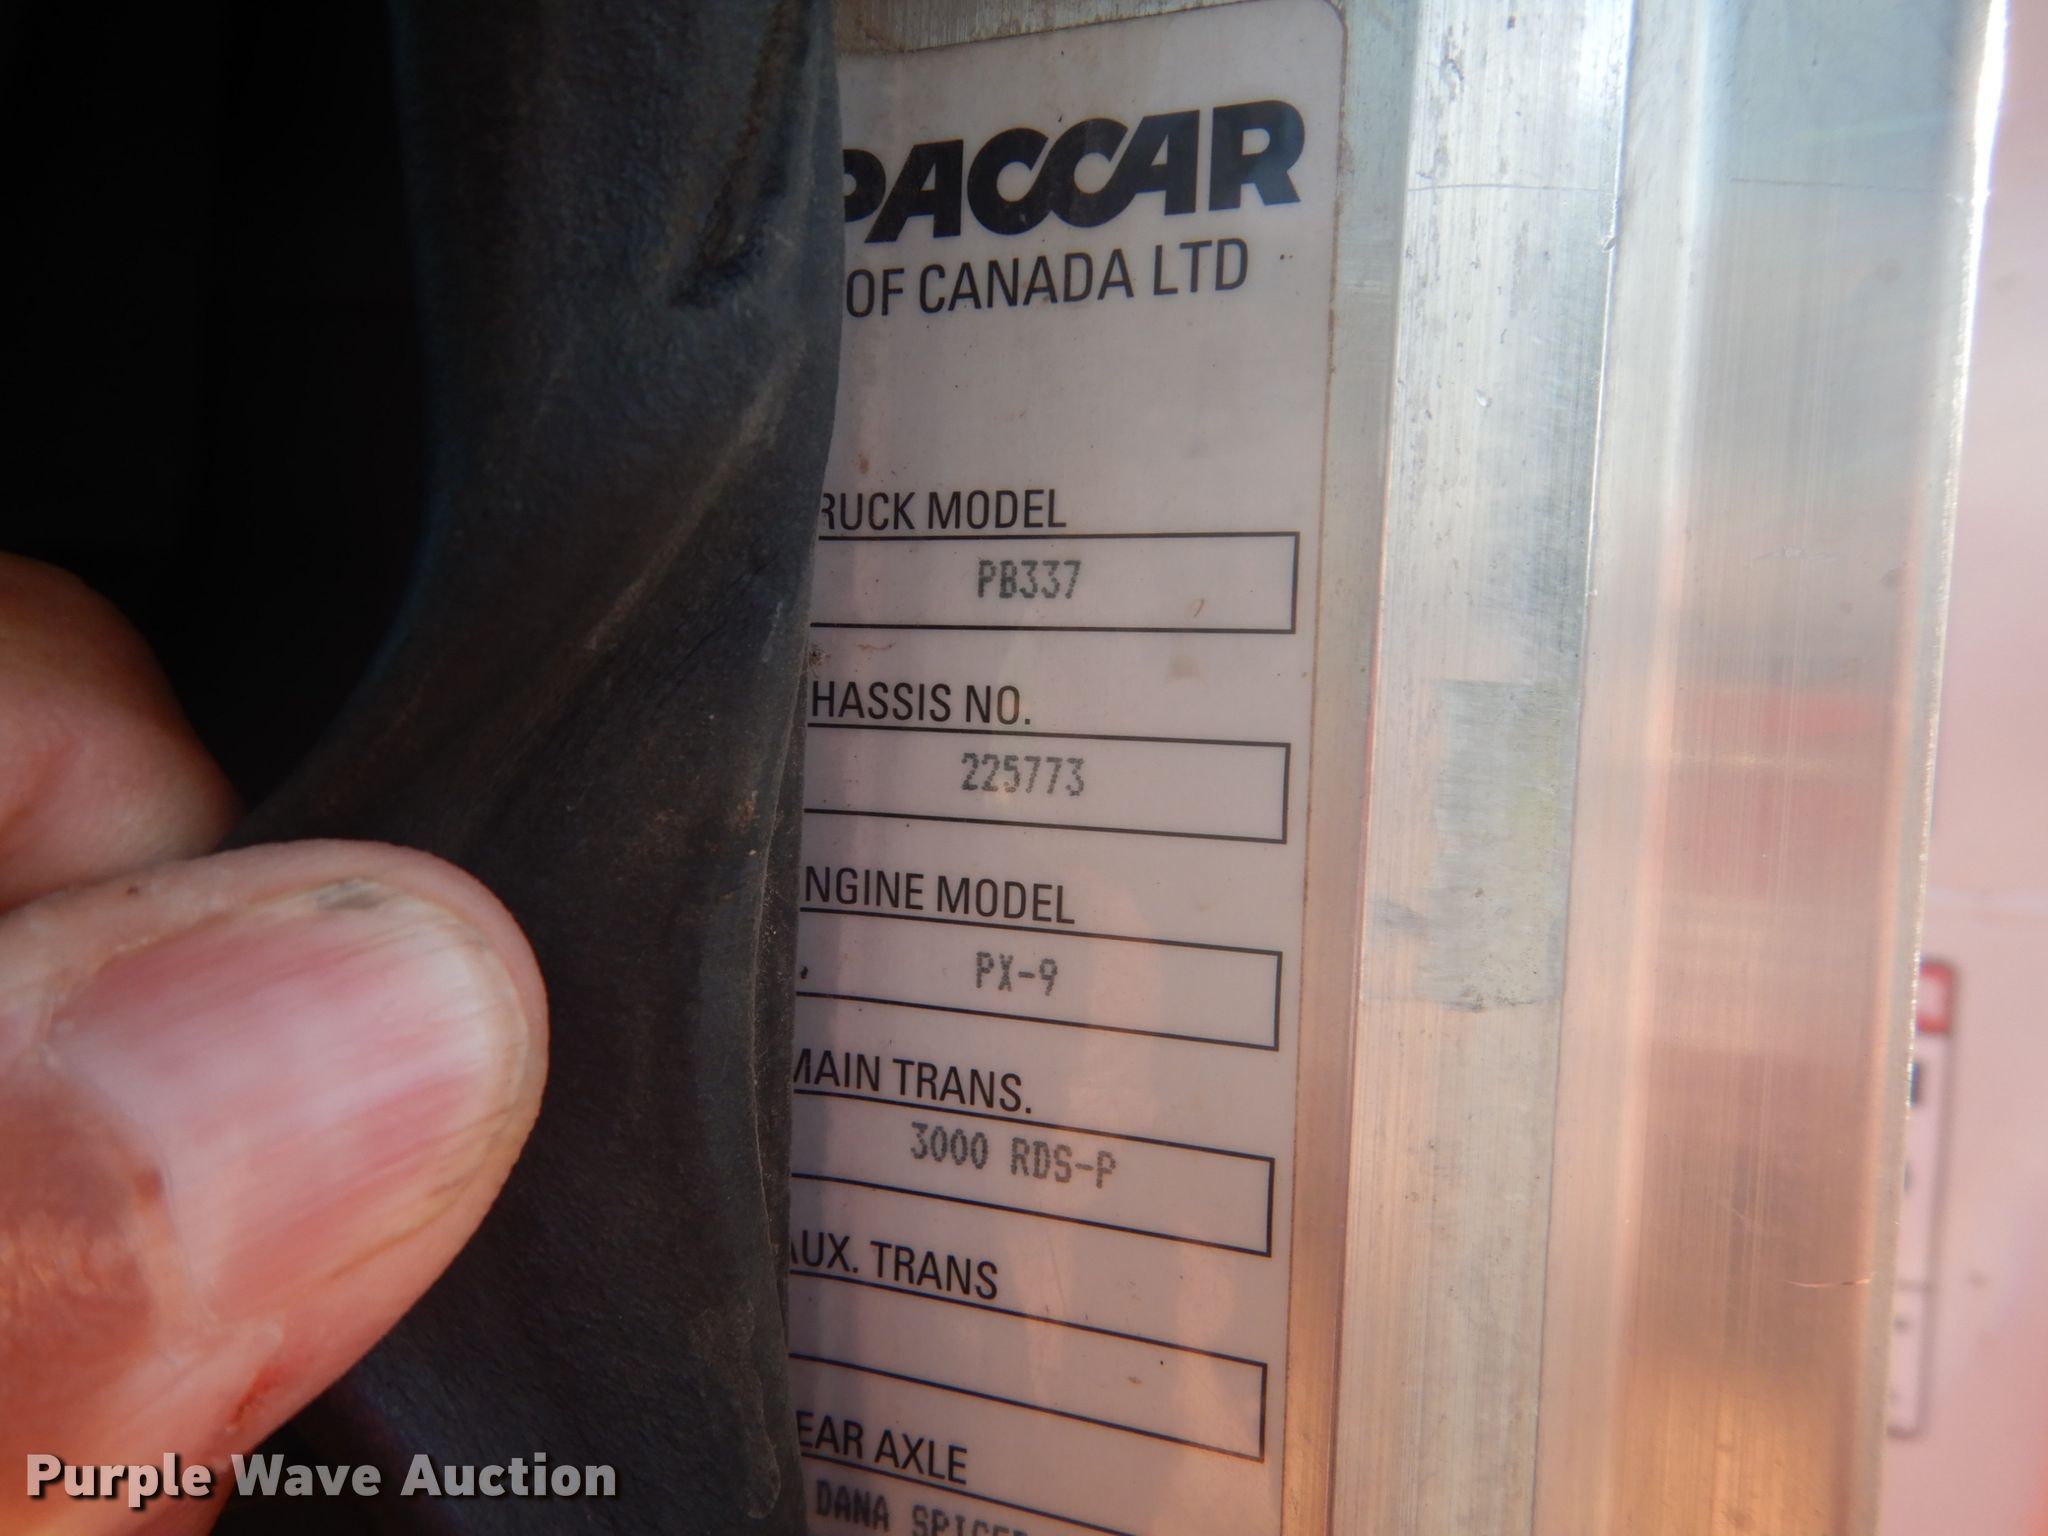 PACCAR
OF CANADA LTD
RUCK MODEL
PB337
HASSIS NO.
225773
NGINE MODEL
PX-9
MAIN TRANS.
3000 RDS-P
AUX. TRANS
EAR AXLE
DANA SPICER
Purple Wave Auction